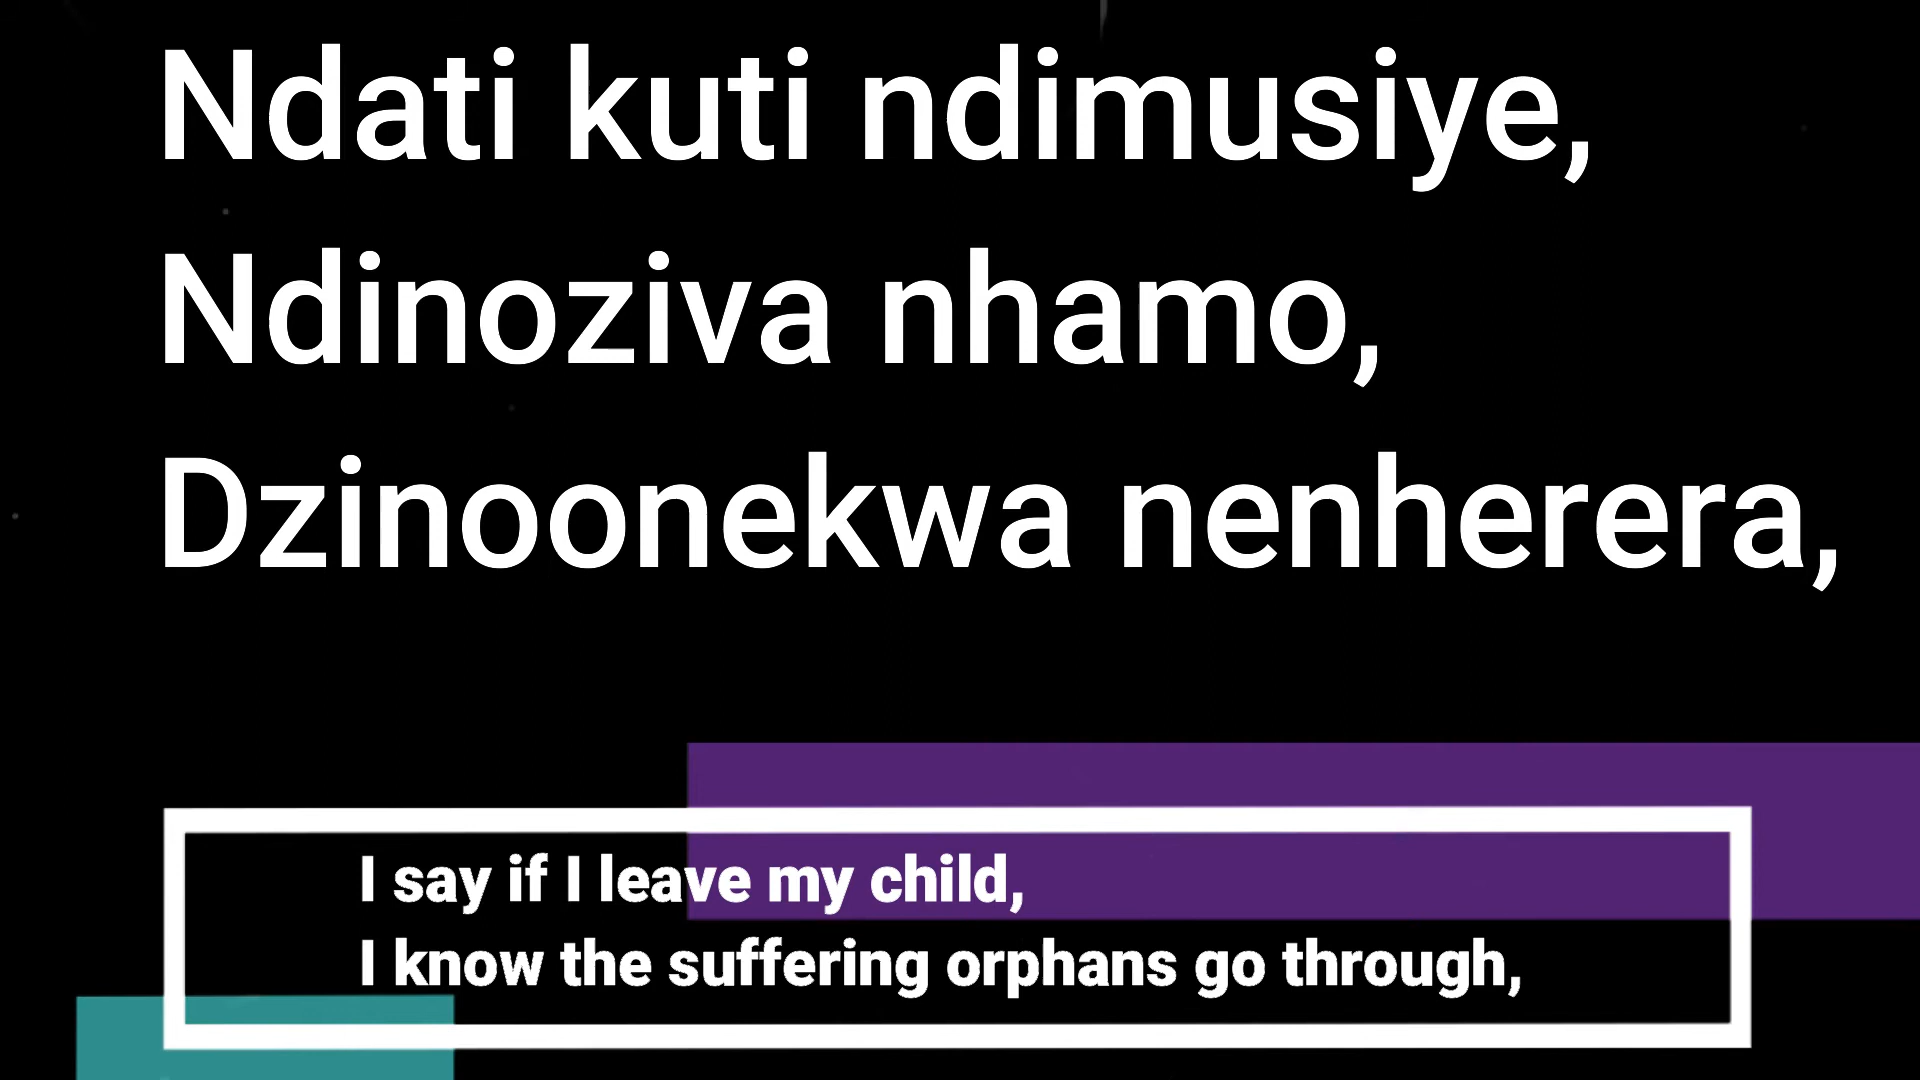 Ndati kuti ndimusiye,
Ndinoziva nhamo,
Dzinoonekwa nenherera,
I say if I leave my child,
I know the suffering orphans go through,